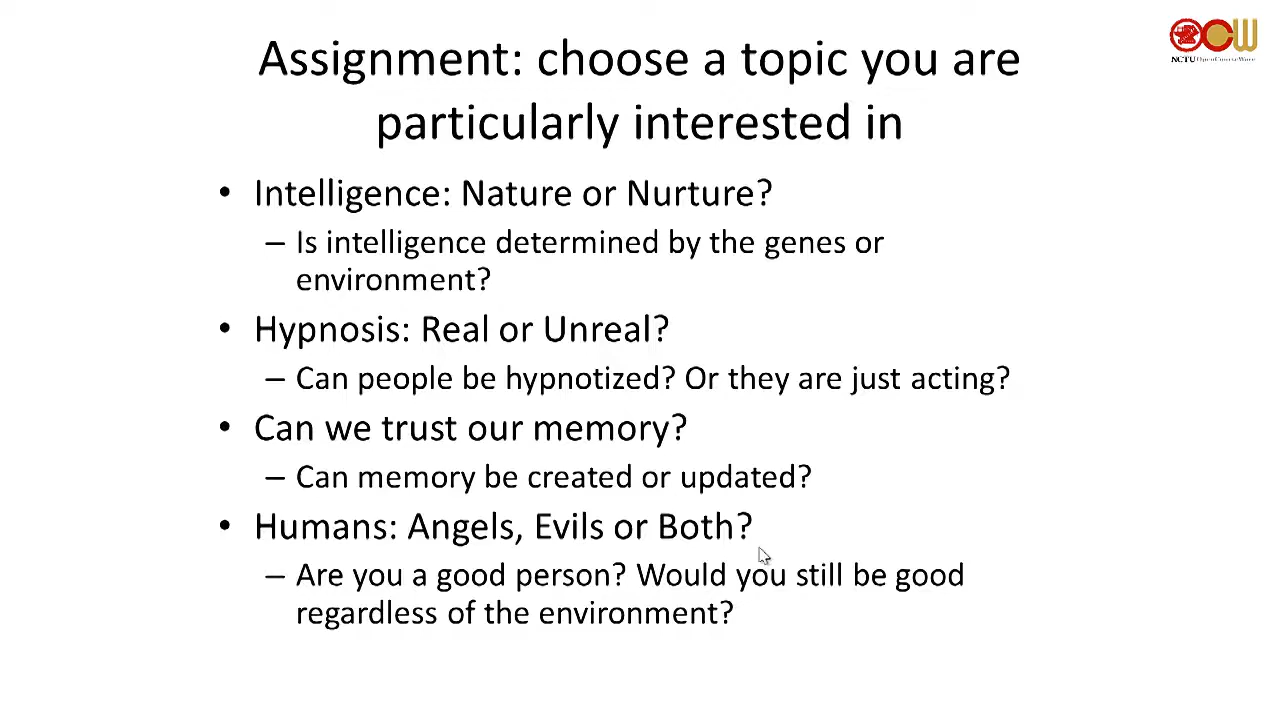 Assignment: choose a topic you are
particularly interested in
OCW
NCTU OpenCourseWare
• Intelligence: Nature or Nurture?
– Is intelligence determined by the genes or
environment?
• Hypnosis: Real or Unreal?
– Can people be hypnotized? Or they are just acting?
• Can we trust our memory?
– Can memory be created or updated?
• Humans: Angels, Evils or Both?
– Are you a good person? Would you still be good
regardless of the environment?